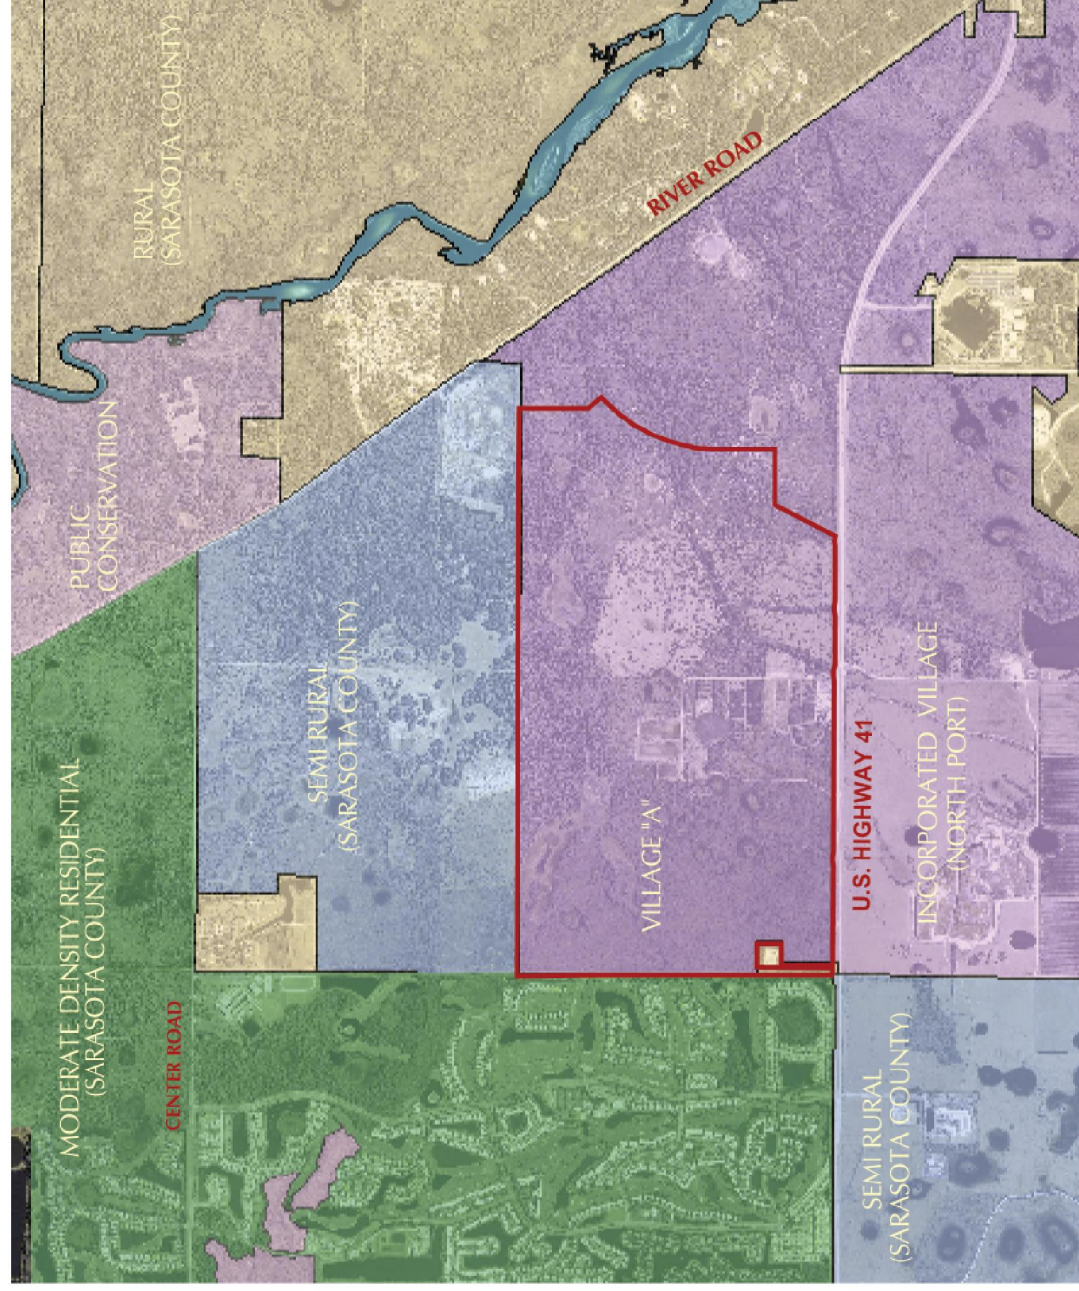 RURAL
(SARASOTA COUNTY)
RIVER ROAD
PUBLIC
CONSERVATION
SEMI RURAL
(SARASOTA COUNTY)
MODERATE DENSITY RESIDENTIAL
(SARASOTA COUNTY)
VILLAGE "A"
U.S. HIGHWAY 41
INCORPORATED VILLAGE
(NORTH PORT)
CENTER ROAD
SEMI RURAL
(SARASOTA COUNTY)